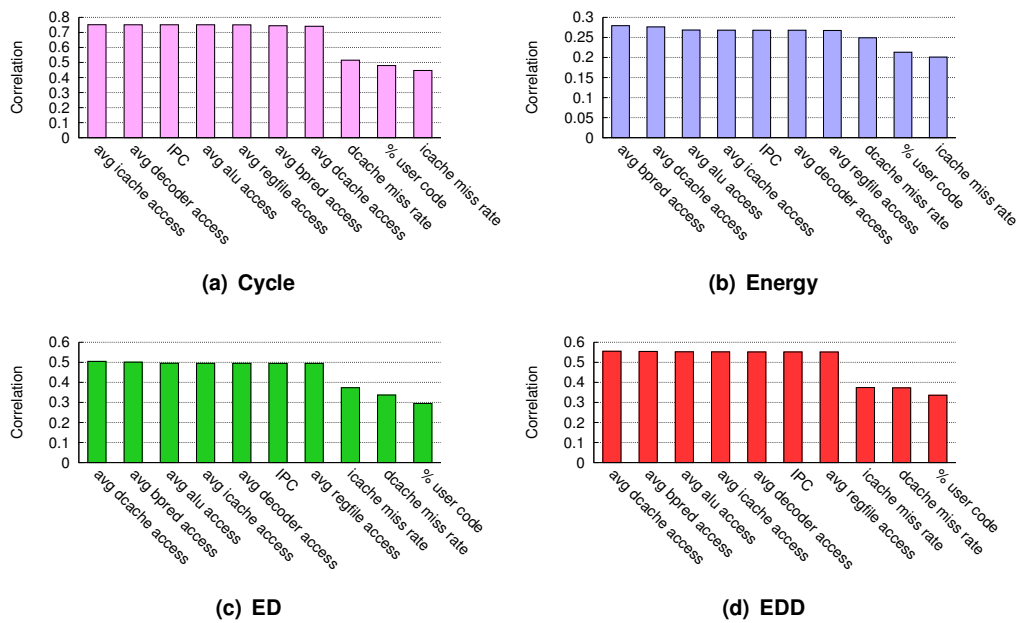 0.8
0.7
0.6
0.5
0.4
0.3
0.2
0.1
0
Correlation
avg icache access
avg decoder access
IPC
avg alu access
avg regfile access
avg bpred access
avg dcache access
dcache miss rate
% user code
icache miss rate
(a) Cycle
0.3
0.25
0.2
0.15
0.1
0.05
0
Correlation
avg bpred access
avg dcache access
avg alu access
avg icache access
IPC
avg decoder access
avg regfile access
dcache miss rate
% user code
icache miss rate
(b) Energy
0.6
0.5
0.4
0.3
0.2
0.1
0
Correlation
avg dcache access
avg bpred access
avg alu access
avg icache access
avg decoder access
IPC
avg regfile access
icache miss rate
dcache miss rate
% user code
(c) ED
0.6
0.5
0.4
0.3
0.2
0.1
0
Correlation
avg dcache access
avg bpred access
avg alu access
avg icache access
avg decoder access
IPC
avg regfile access
icache miss rate
dcache miss rate
% user code
(d) EDD